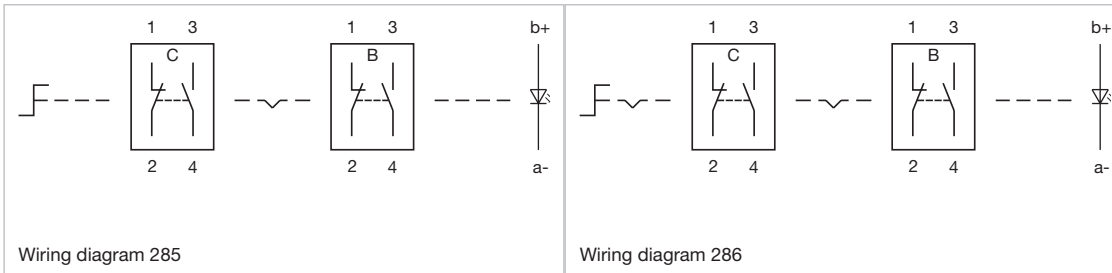 1 3 1 3 b+
C B
2 4 2 4 a-
Wiring diagram 285
1 3 1 3 b+
C B
2 4 2 4 a-
Wiring diagram 286